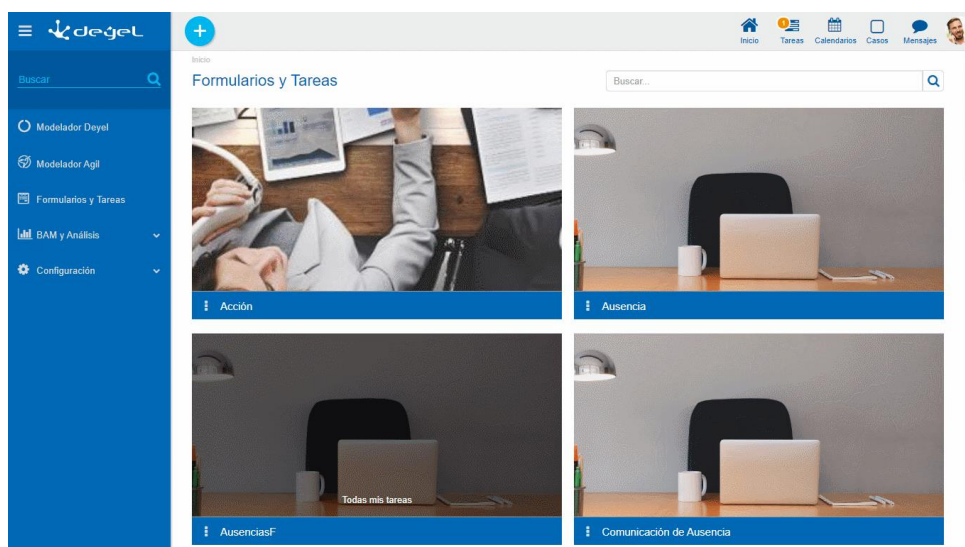 deyel
Inicio
1
Tareas
Calendarios
Casos
Mensajes
Buscar
Inicio
Formularios y Tareas
Buscar...
Modelador Deyel
Modelador Agil
Formularios y Tareas
BAM y Análisis
Configuración
Acción
Ausencia
Todas mis tareas
AusenciasF
Comunicación de Ausencia